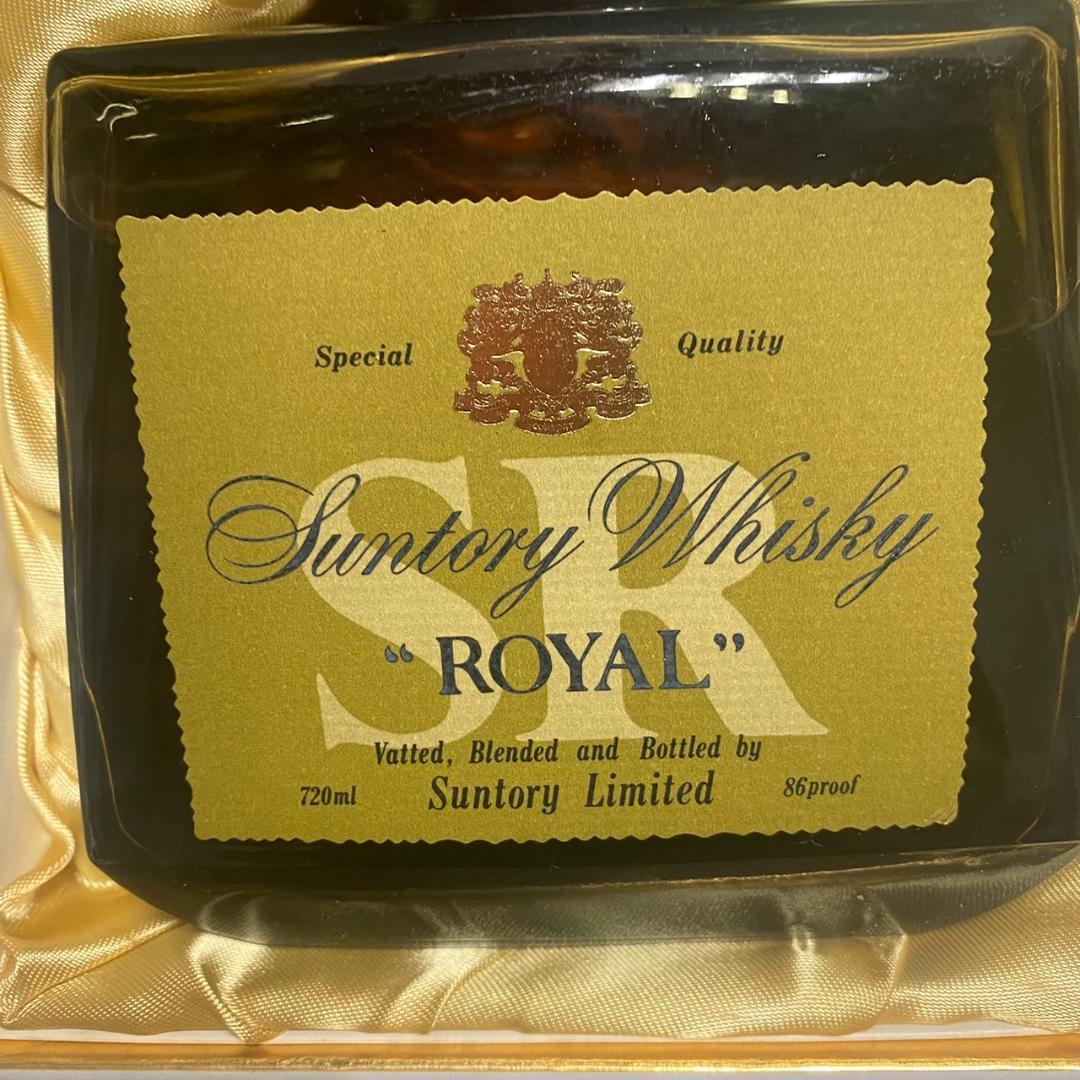 Special Quality
SR
Suntory Whisky
“ROYAL”
Vatted, Blended and Bottled by
720ml Suntory Limited 86proof